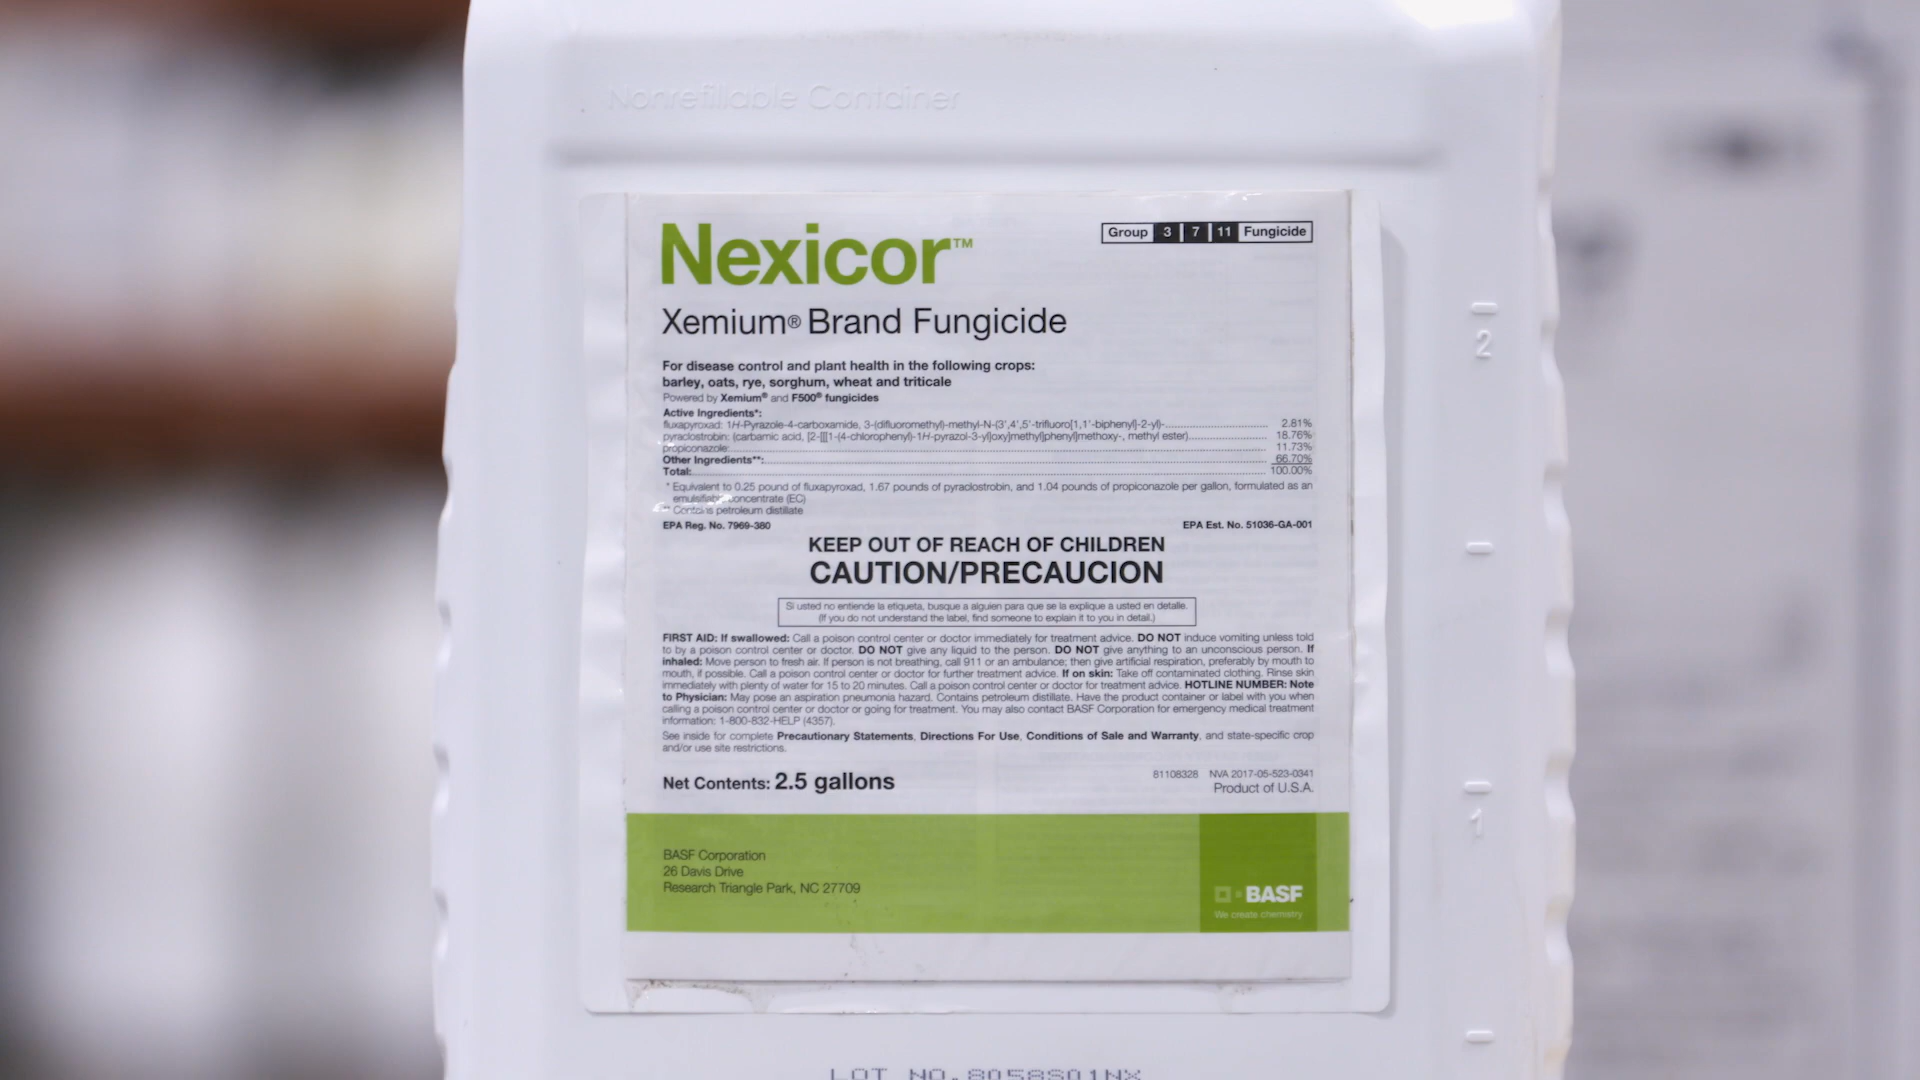 Nonrefillable Container
Nexicor™
Group 3 7 11 Fungicide
Xemium® Brand Fungicide
For disease control and plant health in the following crops:
barley, oats, rye, sorghum, wheat and triticale
Powered by Xemium® and F500® fungicides
Active Ingredients*:
fluxapyroxad: 1H-Pyrazole-4-carboxamide, 3-(difluoromethyl)-methyl-N-(3',4',5'-trifluoro[1,1'-biphenyl]-2-yl)-........ 2.81%
pyraclostrobin: (carbamic acid, [2-[[[1-(4-chlorophenyl)-1H-pyrazol-3-yl]oxy]methyl]phenyl]methoxy-, methyl ester)........ 18.76%
propiconazole........ 11.73%
Other Ingredients**:........ 66.70%
Total:........ 100.00%
* Equivalent to 0.25 pound of fluxapyroxad, 1.67 pounds of pyraclostrobin, and 1.04 pounds of propiconazole per gallon, formulated as an
emulsifiable concentrate (EC)
** Contains petroleum distillate
EPA Reg. No. 7969-380 EPA Est. No. 51036-GA-001
KEEP OUT OF REACH OF CHILDREN
CAUTION/PRECAUCION
Si usted no entiende la etiqueta, busque a alguien para que se la explique a usted en detalle.
(If you do not understand the label, find someone to explain it to you in detail.)
FIRST AID: If swallowed: Call a poison control center or doctor immediately for treatment advice. DO NOT induce vomiting unless told
to by a poison control center or doctor. DO NOT give any liquid to the person. DO NOT give anything to an unconscious person. If
inhaled: Move person to fresh air. If person is not breathing, call 911 or an ambulance; then give artificial respiration, preferably by mouth to
mouth, if possible. Call a poison control center or doctor for further treatment advice. If on skin: Take off contaminated clothing. Rinse skin
immediately with plenty of water for 15 to 20 minutes. Call a poison control center or doctor for treatment advice. HOTLINE NUMBER: Note
to Physician: May pose an aspiration pneumonia hazard. Contains petroleum distillate. Have the product container or label with you when
calling a poison control center or doctor or going for treatment. You may also contact BASF Corporation for emergency medical treatment
information: 1-800-832-HELP (4357).
See inside for complete Precautionary Statements, Directions For Use, Conditions of Sale and Warranty, and state-specific crop
and/or use site restrictions.
Net Contents: 2.5 gallons
81108328 NVA 2017-05-523-0341
Product of U.S.A.
BASF Corporation
26 Davis Drive
Research Triangle Park, NC 27709
BASF
We create chemistry
2
1
LOT NO.8058S01NX